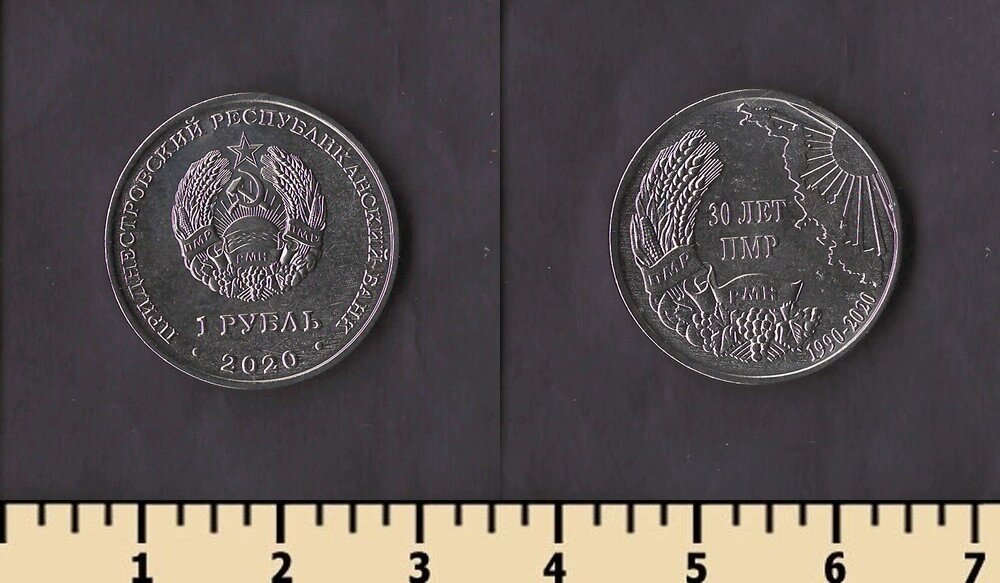 ПРИДНЕСТРОВСКИЙ РЕСПУБЛИКАНСКИЙ БАНК
ПМР
РМН
ПМР
1 РУБЛЬ
• 2020 •
30 ЛЕТ
ПМР
ПМР
РМН
1990-2020
1 2 3 4 5 6 7